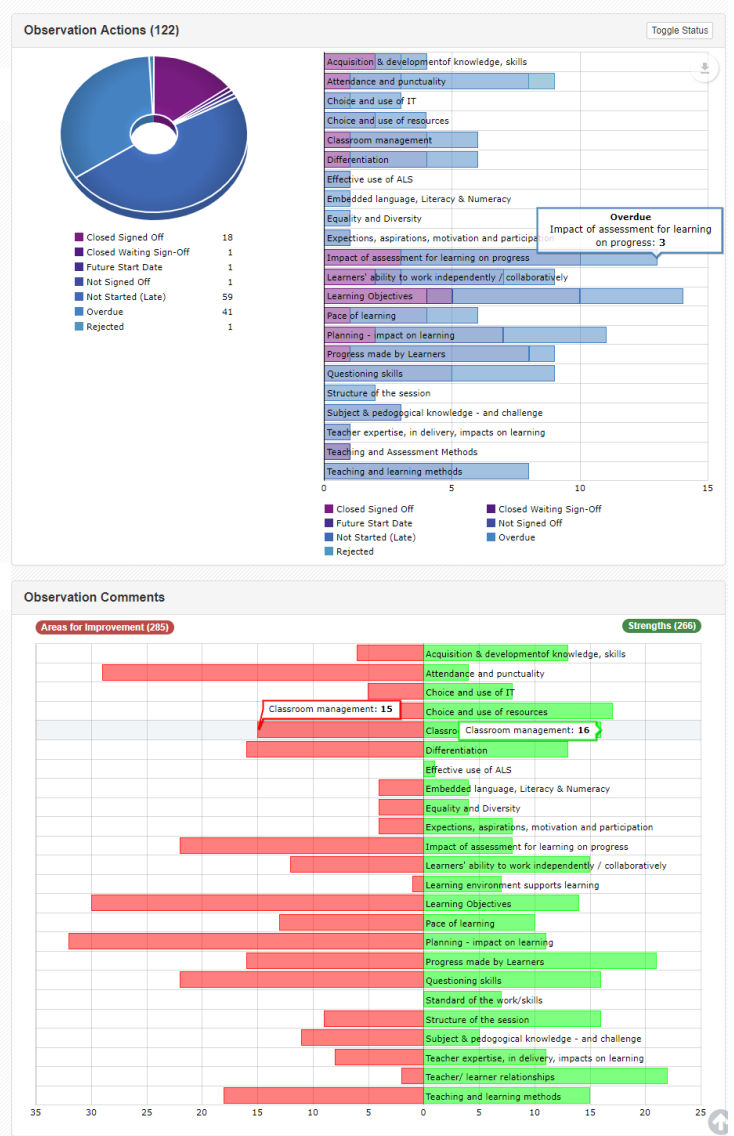 Observation Actions (122)
Toggle Status
Closed Signed Off 18
Closed Waiting Sign-Off 1
Future Start Date 1
Not Signed Off 1
Not Started (Late) 59
Overdue 41
Rejected 1
Acquisition & developmentof knowledge, skills
Attendance and punctuality
Choice and use of IT
Choice and use of resources
Classroom management
Differentiation
Effective use of ALS
Embedded language, Literacy & Numeracy
Equality and Diversity
Expections, aspirations, motivation and participation
Overdue
Impact of assessment for learning
on progress: 3
Impact of assessment for learning on progress
Learners' ability to work independently / collaboratively
Learning Objectives
Pace of learning
Planning - impact on learning
Progress made by Learners
Questioning skills
Structure of the session
Subject & pedogogical knowledge - and challenge
Teacher expertise, in delivery, impacts on learning
Teaching and Assessment Methods
Teaching and learning methods
0 5 10 15
Closed Signed Off Closed Waiting Sign-Off
Future Start Date Not Signed Off
Not Started (Late) Overdue
Rejected
Observation Comments
Areas for Improvement (285) Strengths (266)
Acquisition & developmentof knowledge, skills
Attendance and punctuality
Choice and use of IT
Choice and use of resources
Classroom management: 15
Classro
Classroom management: 16
Differentiation
Effective use of ALS
Embedded language, Literacy & Numeracy
Equality and Diversity
Expections, aspirations, motivation and participation
Impact of assessment for learning on progress
Learners' ability to work independently / collaboratively
Learning environment supports learning
Learning Objectives
Pace of learning
Planning - impact on learning
Progress made by Learners
Questioning skills
Standard of the work/skills
Structure of the session
Subject & pedogogical knowledge - and challenge
Teacher expertise, in delivery, impacts on learning
Teacher/ learner relationships
Teaching and learning methods
35 30 25 20 15 10 5 0 5 10 15 20 25